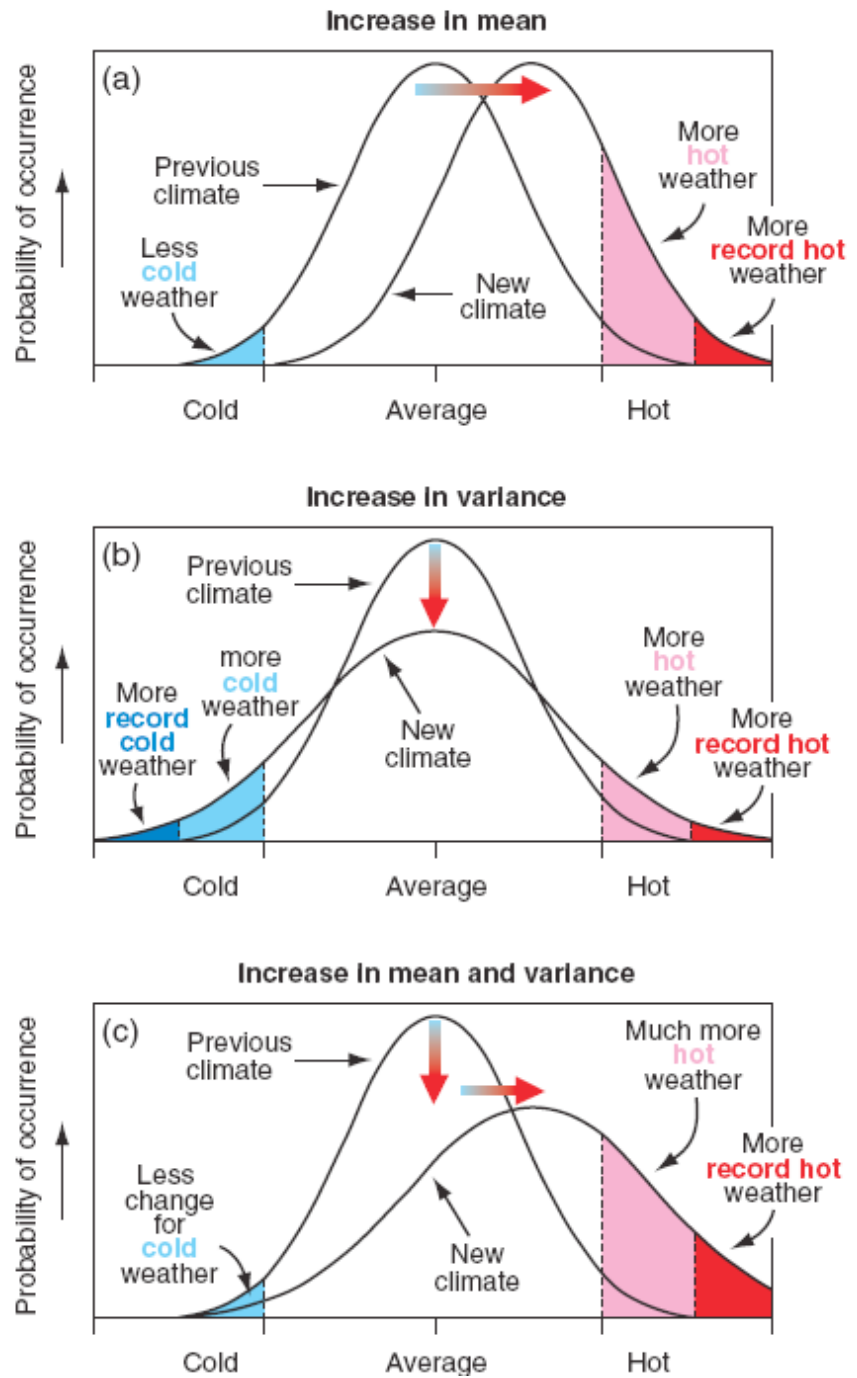 Increase in mean
(a)
Probability of occurrence
Previous
climate
Less
cold
weather
New
climate
More
hot
weather
More
record hot
weather
Cold
Average
Hot
Increase in variance
(b)
Probability of occurrence
Previous
climate
more
cold
weather
More
record
cold
weather
New
climate
More
hot
weather
More
record hot
weather
Cold
Average
Hot
Increase in mean and variance
(c)
Probability of occurrence
Previous
climate
Less
change
for
cold
weather
New
climate
Much more
hot
weather
More
record hot
weather
Cold
Average
Hot